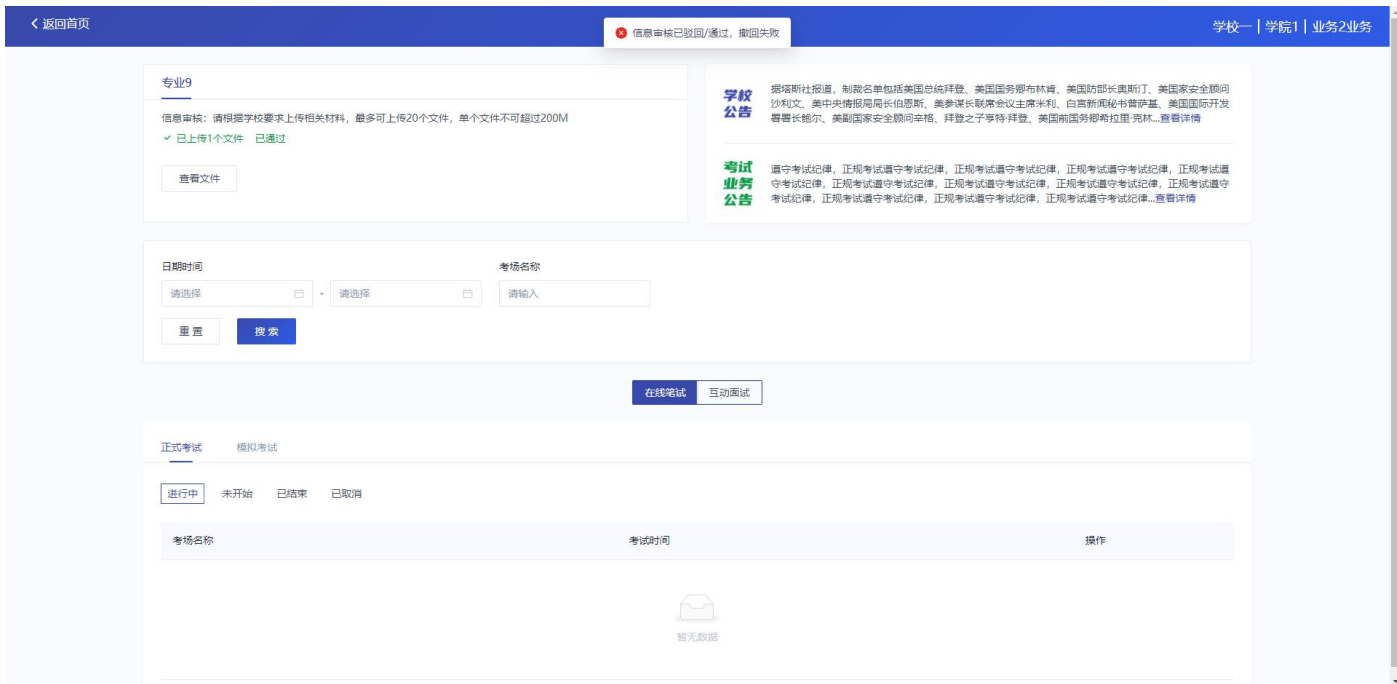 返回首页
信息审核已驳回/通过，撤回失败
学校一 | 学院1 | 业务2业务
专业9
信息审核：请根据学校要求上传相关材料，最多可上传20个文件，单个文件不可超过200M
已上传1个文件 已通过
查看文件
学校
公告
据塔斯社报道，制裁名单包括美国总统拜登、美国国务卿布林肯、美国防部长奥斯汀、美国家安全顾问
沙利文、美中央情报局局长伯恩斯、美参谋长联席会议主席米利、白宫新闻秘书普萨基、美国国际开发
署署长鲍尔、美副国家安全顾问辛格、拜登之子亨特·拜登、美国前国务卿希拉里·克林...查看详情
考试
业务
公告
遵守考试纪律，正规考试遵守考试纪律，正规考试遵守考试纪律，正规考试遵守考试纪律，正规考试遵
守考试纪律，正规考试遵守考试纪律，正规考试遵守考试纪律，正规考试遵守考试纪律，正规考试遵守
考试纪律，正规考试遵守考试纪律，正规考试遵守考试纪律，正规考试遵守考试纪律...查看详情
日期时间
考场名称
请选择 - 请选择
请输入
重置
搜索
在线笔试
互动面试
正式考试
模拟考试
进行中
未开始
已结束
已取消
考场名称
考试时间
操作
暂无数据